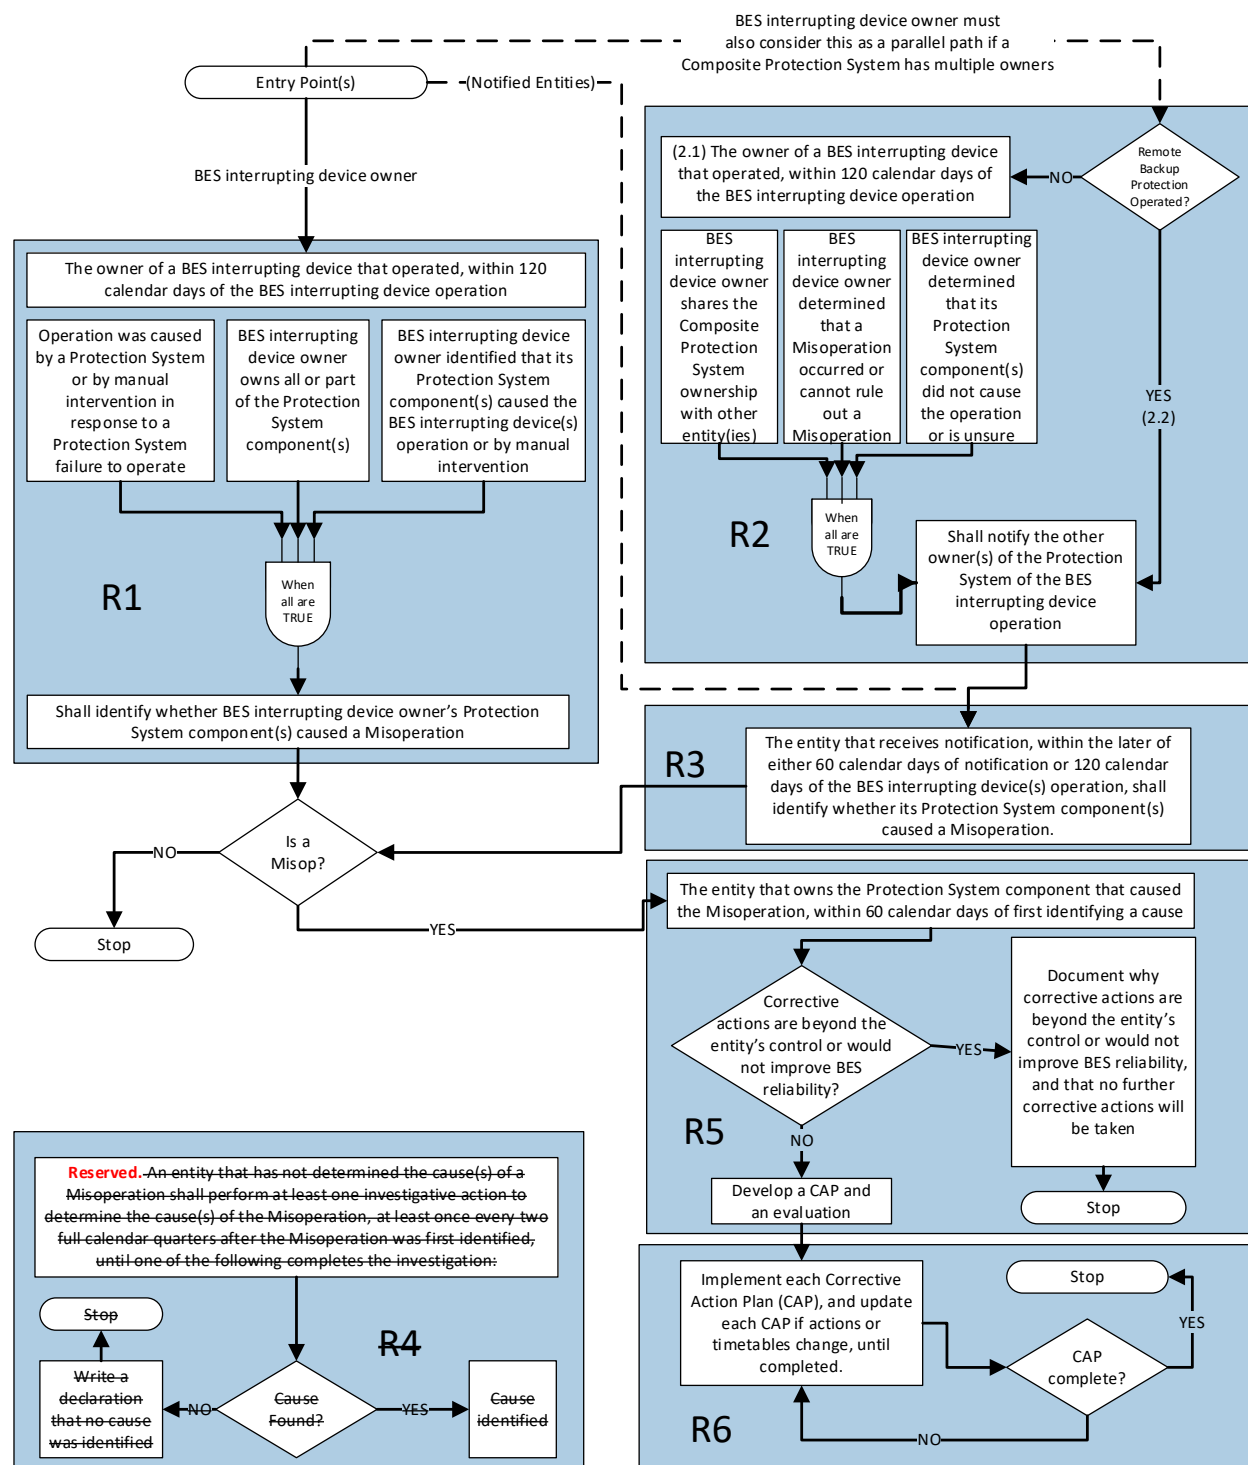 BES interrupting device owner must
also consider this as a parallel path if a
Composite Protection System has multiple owners
Entry Point(s)
(Notified Entities)
BES interrupting device owner
The owner of a BES interrupting device that operated, within 120
calendar days of the BES interrupting device operation
Operation was caused
by a Protection System
or by manual
intervention in
response to a
Protection System
failure to operate
BES interrupting
device owner
owns all or part
of the Protection
System
component(s)
BES interrupting device
owner identified that its
Protection System
component(s) caused the
BES interrupting device(s)
operation or by manual
intervention
When
all are
TRUE
R1
Shall identify whether BES interrupting device owner's Protection
System component(s) caused a Misoperation
(2.1) The owner of a BES interrupting device
that operated, within 120 calendar days of
the BES interrupting device operation
NO
Remote
Backup
Protection
Operated?
BES
interrupting
device owner
shares the
Composite
Protection
System
ownership
with other
entity(ies)
BES
interrupting
device owner
determined
that a
Misoperation
occurred or
cannot rule
out a
Misoperation
BES interrupting
device owner
determined
that its
Protection
System
component(s)
did not cause
the operation
or is unsure
YES
(2.2)
When
all are
TRUE
R2
Shall notify the other
owner(s) of the Protection
System of the BES
interrupting device
operation
R3
The entity that receives notification, within the later of
either 60 calendar days of notification or 120 calendar
days of the BES interrupting device(s) operation, shall
identify whether its Protection System component(s)
caused a Misoperation.
Is a
Misop?
NO
Stop
YES
The entity that owns the Protection System component that caused
the Misoperation, within 60 calendar days of first identifying a cause
Corrective
actions are beyond the
entity's control or would
not improve BES
reliability?
YES
Document why
corrective actions are
beyond the entity's
control or would not
improve BES reliability,
and that no further
corrective actions will
be taken
R5
NO
Develop a CAP and
an evaluation
Stop
Reserved. An entity that has not determined the cause(s) of a
Misoperation shall perform at least one investigative action to
determine the cause(s) of the Misoperation, at least once every two
full calendar quarters after the Misoperation was first identified,
until one of the following completes the investigation:
Stop
R4
Write a
declaration
that no cause
was identified
NO
Cause
Found?
YES
Cause
identified
Implement each Corrective
Action Plan (CAP), and update
each CAP if actions or
timetables change, until
completed.
Stop
YES
CAP
complete?
NO
R6